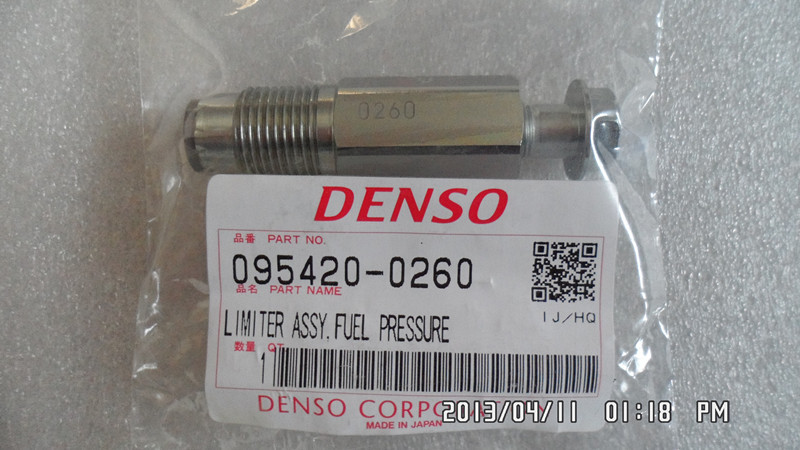 0260
DENSO
品番 PART NO.
095420-0260
品名 PART NAME
IJ/HQ
LIMITER ASSY,FUEL PRESSURE
数量 QT
1
DENSO
MADE IN JAPAN
2013/04/11 01:18 PM